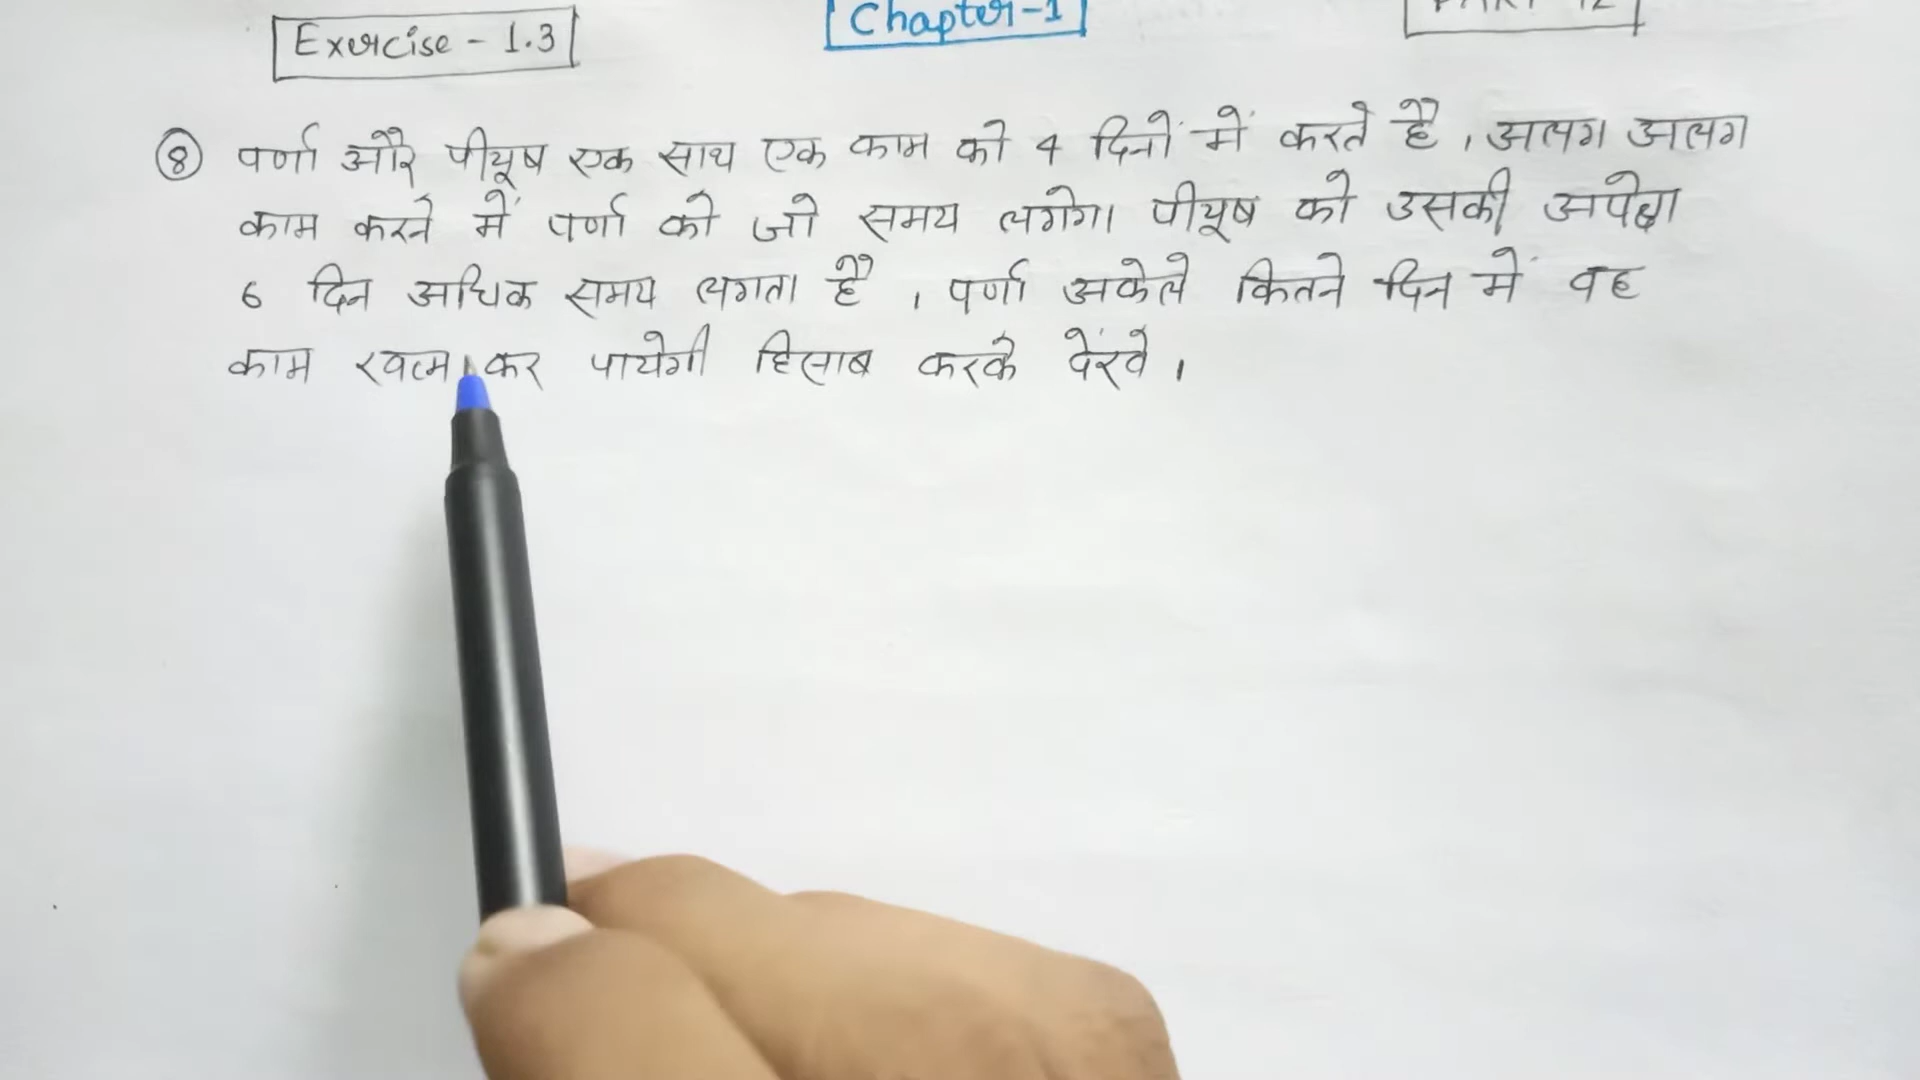 Exercise - 1.3
Chapter-1
⑧ पर्णा और पीयूष एक साथ एक काम को 4 दिनों में करते है । अलग अलग
काम करने में पर्णा को जो समय लगेगा पीयूष को उसकी अपेक्षा
6 दिन अधिक समय लगता है । पर्णा अकेले कितने दिन में वह
काम खत्म कर पायेगी हिसाब करके देखे ।